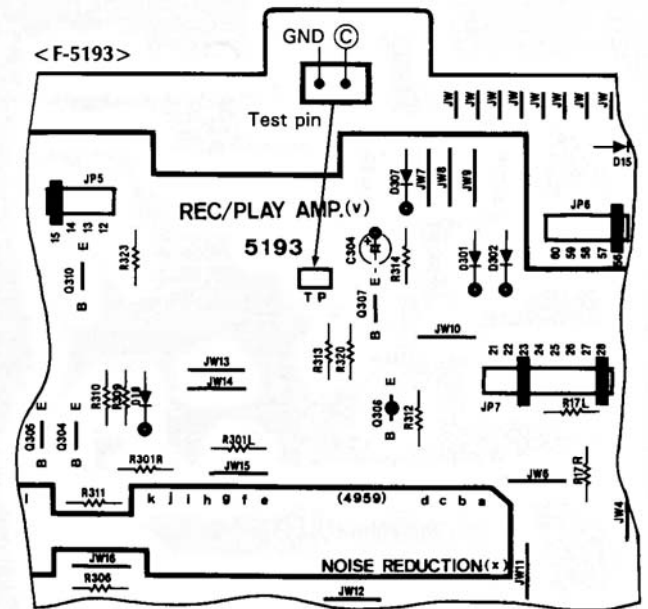 <F-5193>
GND Ⓒ
Test pin
JW JW JW JW JW JW JW JW
D15
JP5
15 14 13 12
REC/PLAY AMP.(v)
5193
D307
JW7
JW8
JW9
JP6
60 59 58 57 56
E
Q310
B
R323
+
C304
R314
D301
D302
T P
E
Q307
B
R313
R320
JW10
21 22 23 24 25 26 27 28
JP7
JW13
JW14
R310
R309
E
Q306
B
R312
R17L
E
Q305
B
E
Q304
B
R301L
R301R
JW15
JW6
R17R
JW4
l
R311
k j i h g f e (4959) d c b a
JW16
R306
NOISE REDUCTION(x)
JW11
JW12